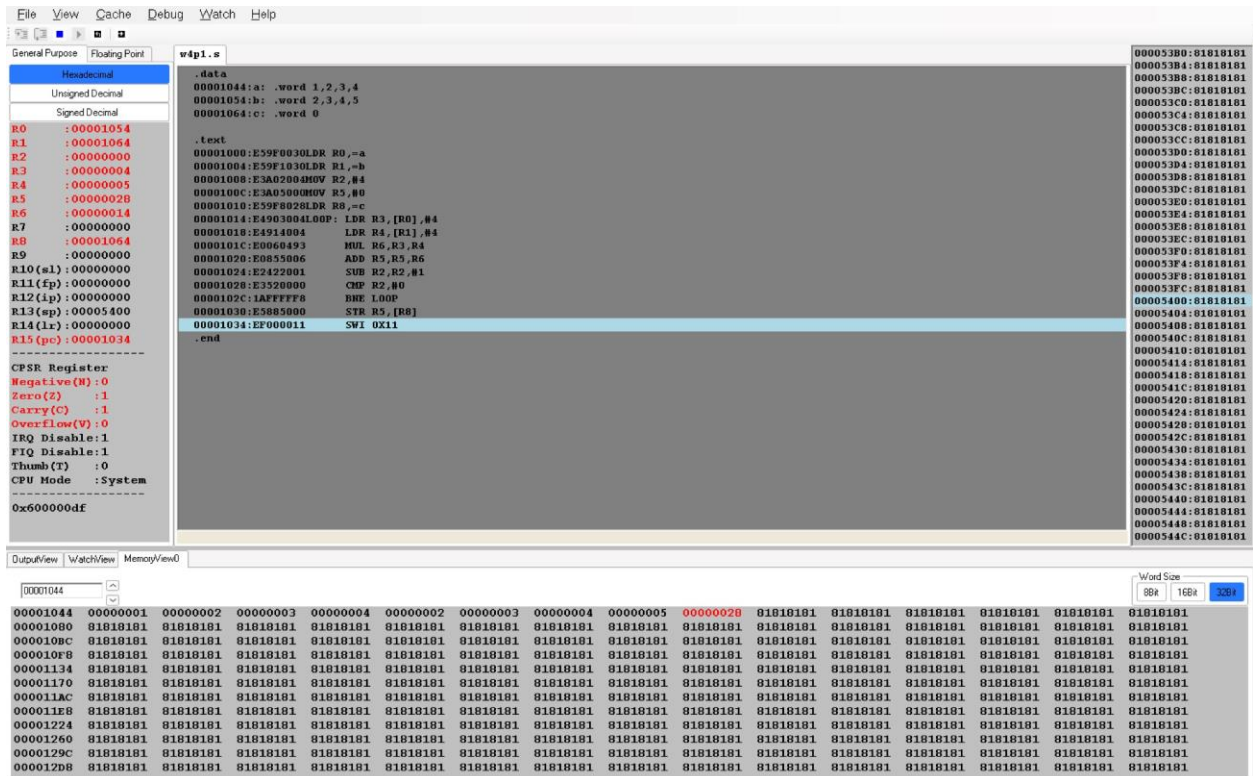 File View Cache Debug Watch Help
General Purpose Floating Point
Hexadecimal
Unsigned Decimal
Signed Decimal
R0 :00001054
R1 :00001064
R2 :00000000
R3 :00000004
R4 :00000005
R5 :00000028
R6 :00000014
R7 :00000000
R8 :00001064
R9 :00000000
R10(sl):00000000
R11(fp):00000000
R12(ip):00000000
R13(sp):00005400
R14(lr):00000000
R15(pc):00001034
--------------------
CPSR Register
Negative(N):0
Zero(Z) :1
Carry(C) :1
Overflow(V):0
IRQ Disable:1
FIQ Disable:1
Thumb(T) :0
CPU Mode :System
--------------------
0x600000df
w4p1.s
.data
00001044:a: .word 1,2,3,4
00001054:b: .word 2,3,4,5
00001064:c: .word 0
.text
00001000:E59F0030LDR R0,=a
00001004:E59F1030LDR R1,=b
00001008:E3A02004MOV R2,#4
0000100C:E3A05000MOV R5,#0
00001010:E59F8028LDR R8,=c
00001014:E4903004LOOP: LDR R3,[R0],#4
00001018:E4914004 LDR R4,[R1],#4
0000101C:E0060493 MUL R6,R3,R4
00001020:E0855006 ADD R5,R5,R6
00001024:E2422001 SUB R2,R2,#1
00001028:E3520000 CMP R2,#0
0000102C:1AFFFFF8 BNE LOOP
00001030:E5885000 STR R5,[R8]
00001034:EF000011 SWI 0X11
.end
000053B0:81818181
000053B4:81818181
000053B8:81818181
000053BC:81818181
000053C0:81818181
000053C4:81818181
000053C8:81818181
000053CC:81818181
000053D0:81818181
000053D4:81818181
000053D8:81818181
000053DC:81818181
000053E0:81818181
000053E4:81818181
000053E8:81818181
000053EC:81818181
000053F0:81818181
000053F4:81818181
000053F8:81818181
000053FC:81818181
00005400:81818181
00005404:81818181
00005408:81818181
0000540C:81818181
00005410:81818181
00005414:81818181
00005418:81818181
0000541C:81818181
00005420:81818181
00005424:81818181
00005428:81818181
0000542C:81818181
00005430:81818181
00005434:81818181
00005438:81818181
0000543C:81818181
00005440:81818181
00005444:81818181
00005448:81818181
0000544C:81818181
OutputView WatchView MemoryView0
00001044
Word Size
8Bit 16Bit 32Bit
00001044 00000001 00000002 00000003 00000004 00000002 00000003 00000004 00000005 00000028 81818181 81818181 81818181 81818181 81818181 81818181
00001080 81818181 81818181 81818181 81818181 81818181 81818181 81818181 81818181 81818181 81818181 81818181 81818181 81818181 81818181 81818181
000010BC 81818181 81818181 81818181 81818181 81818181 81818181 81818181 81818181 81818181 81818181 81818181 81818181 81818181 81818181 81818181
000010F8 81818181 81818181 81818181 81818181 81818181 81818181 81818181 81818181 81818181 81818181 81818181 81818181 81818181 81818181 81818181
00001134 81818181 81818181 81818181 81818181 81818181 81818181 81818181 81818181 81818181 81818181 81818181 81818181 81818181 81818181 81818181
00001170 81818181 81818181 81818181 81818181 81818181 81818181 81818181 81818181 81818181 81818181 81818181 81818181 81818181 81818181 81818181
000011AC 81818181 81818181 81818181 81818181 81818181 81818181 81818181 81818181 81818181 81818181 81818181 81818181 81818181 81818181 81818181
000011E8 81818181 81818181 81818181 81818181 81818181 81818181 81818181 81818181 81818181 81818181 81818181 81818181 81818181 81818181 81818181
00001224 81818181 81818181 81818181 81818181 81818181 81818181 81818181 81818181 81818181 81818181 81818181 81818181 81818181 81818181 81818181
00001260 81818181 81818181 81818181 81818181 81818181 81818181 81818181 81818181 81818181 81818181 81818181 81818181 81818181 81818181 81818181
0000129C 81818181 81818181 81818181 81818181 81818181 81818181 81818181 81818181 81818181 81818181 81818181 81818181 81818181 81818181 81818181
000012D8 81818181 81818181 81818181 81818181 81818181 81818181 81818181 81818181 81818181 81818181 81818181 81818181 81818181 81818181 81818181